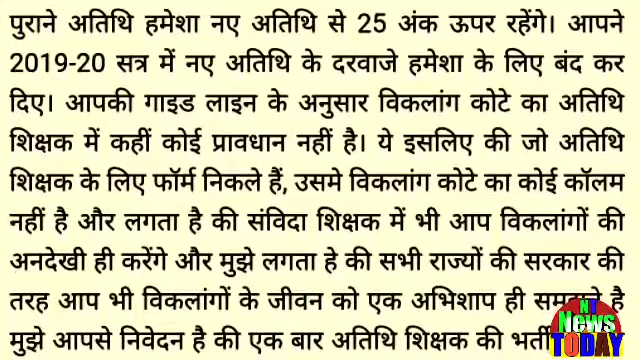 पुराने अतिथि हमेशा नए अतिथि से 25 अंक ऊपर रहेंगे। आपने
2019-20 सत्र में नए अतिथि के दरवाजे हमेशा के लिए बंद कर
दिए। आपकी गाइड लाइन के अनुसार विकलांग कोटे का अतिथि
शिक्षक में कहीं कोई प्रावधान नहीं है। ये इसलिए की जो अतिथि
शिक्षक के लिए फॉर्म निकले हैं, उसमे विकलांग कोटे का कोई कॉलम
नहीं है और लगता है की संविदा शिक्षक में भी आप विकलांगों की
अनदेखी ही करेंगे और मुझे लगता हे की सभी राज्यों की सरकार की
तरह आप भी विकलांगों के जीवन को एक अभिशाप ही है
मुझे आपसे निवेदन है की एक बार अतिथि शिक्षक की भर्ती
NT
News
TODAY